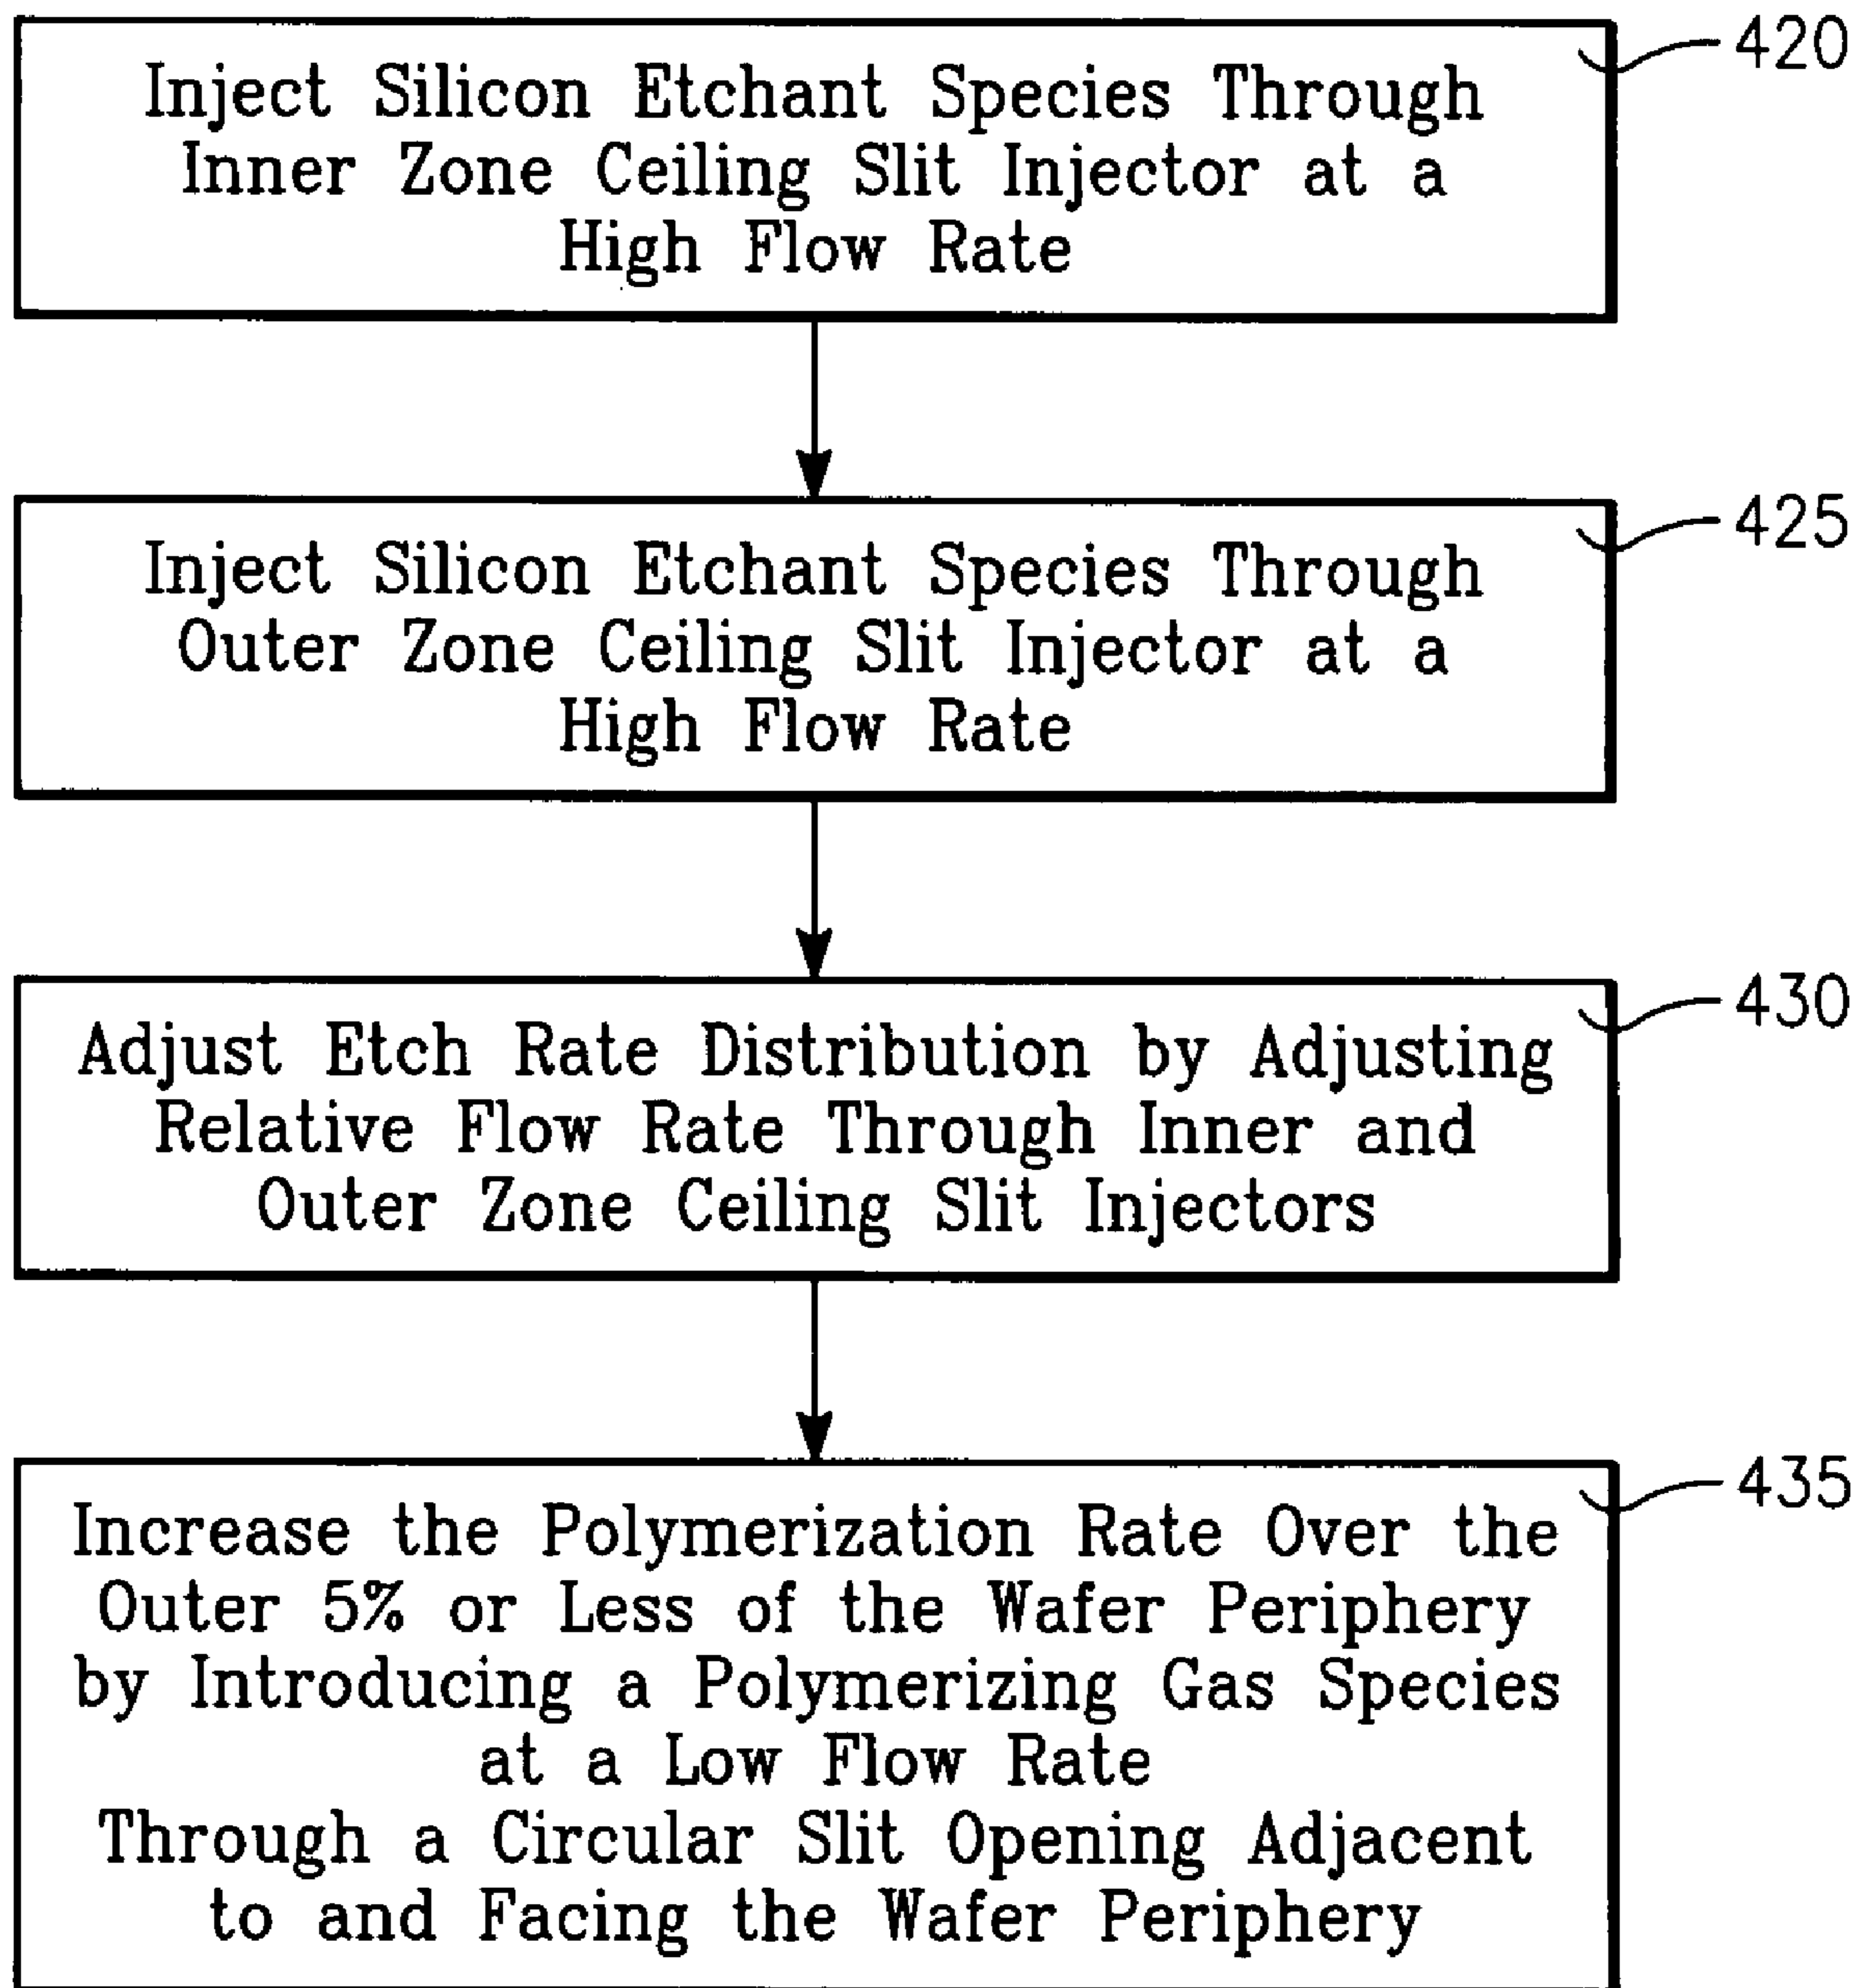 420
Inject Silicon Etchant Species Through
Inner Zone Ceiling Slit Injector at a
High Flow Rate
425
Inject Silicon Etchant Species Through
Outer Zone Ceiling Slit Injector at a
High Flow Rate
430
Adjust Etch Rate Distribution by Adjusting
Relative Flow Rate Through Inner and
Outer Zone Ceiling Slit Injectors
435
Increase the Polymerization Rate Over the
Outer 5% or Less of the Wafer Periphery
by Introducing a Polymerizing Gas Species
at a Low Flow Rate
Through a Circular Slit Opening Adjacent
to and Facing the Wafer Periphery